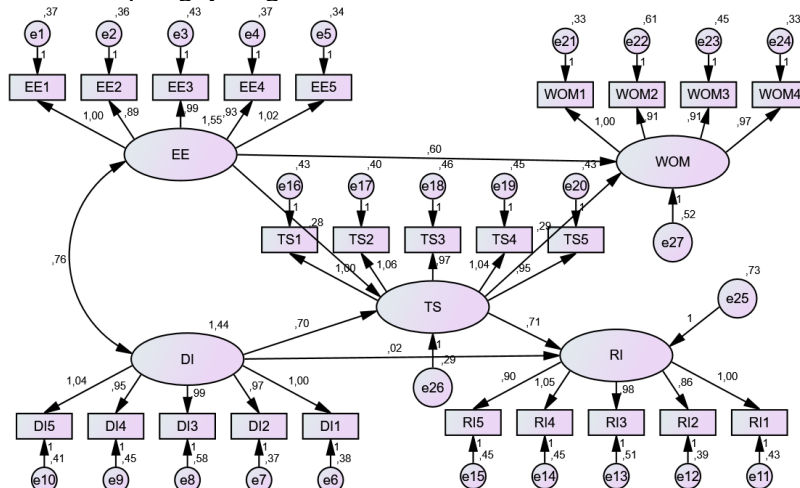 ,37 ,36 ,43 ,37 ,34 ,33 ,61 ,45 ,33
e1 e2 e3 e4 e5 e21 e22 e23 e24
1 1 1 1 1 1 1 1 1
EE1 EE2 EE3 EE4 EE5 WOM1 WOM2 WOM3 WOM4
1,00 ,89 ,99 1,55 ,93 1,02 1,00 ,91 ,91 ,97
EE ,60 WOM
,43 ,40 ,46 ,45 ,43
e16 e17 e18 e19 e20
1 1 1 1 1 1
,28 ,29 ,52
TS1 TS2 TS3 TS4 TS5 e27
,76 1,00 1,06 ,97 1,04 ,95
,73
e25
TS
1,44 ,70 ,71 1
DI ,02 1 ,29 RI
e26
1,04 ,95 ,99 ,97 1,00 ,90 1,05 ,98 ,86 1,00
DI5 DI4 DI3 DI2 DI1 RI5 RI4 RI3 RI2 RI1
1 1 1 1 1 1 1 1 1 1
,41 ,45 ,58 ,37 ,38 ,45 ,45 ,51 ,39 ,43
e10 e9 e8 e7 e6 e15 e14 e13 e12 e11